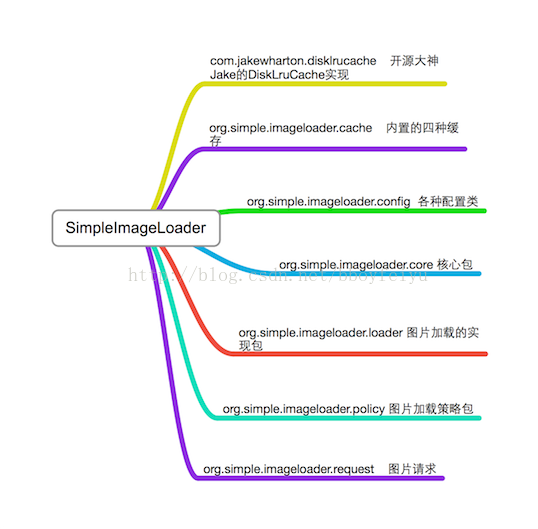 com.jakewharton.disklrucache 开源大神
Jake的DiskLruCache实现
org.simple.imageloader.cache 内置的四种缓
存
org.simple.imageloader.config 各种配置类
SimpleImageLoader
org.simple.imageloader.core 核心包
http://blog.csdn.net/bboyfeiyu
org.simple.imageloader.loader 图片加载的实
现包
org.simple.imageloader.policy 图片加载策略包
org.simple.imageloader.request 图片请求